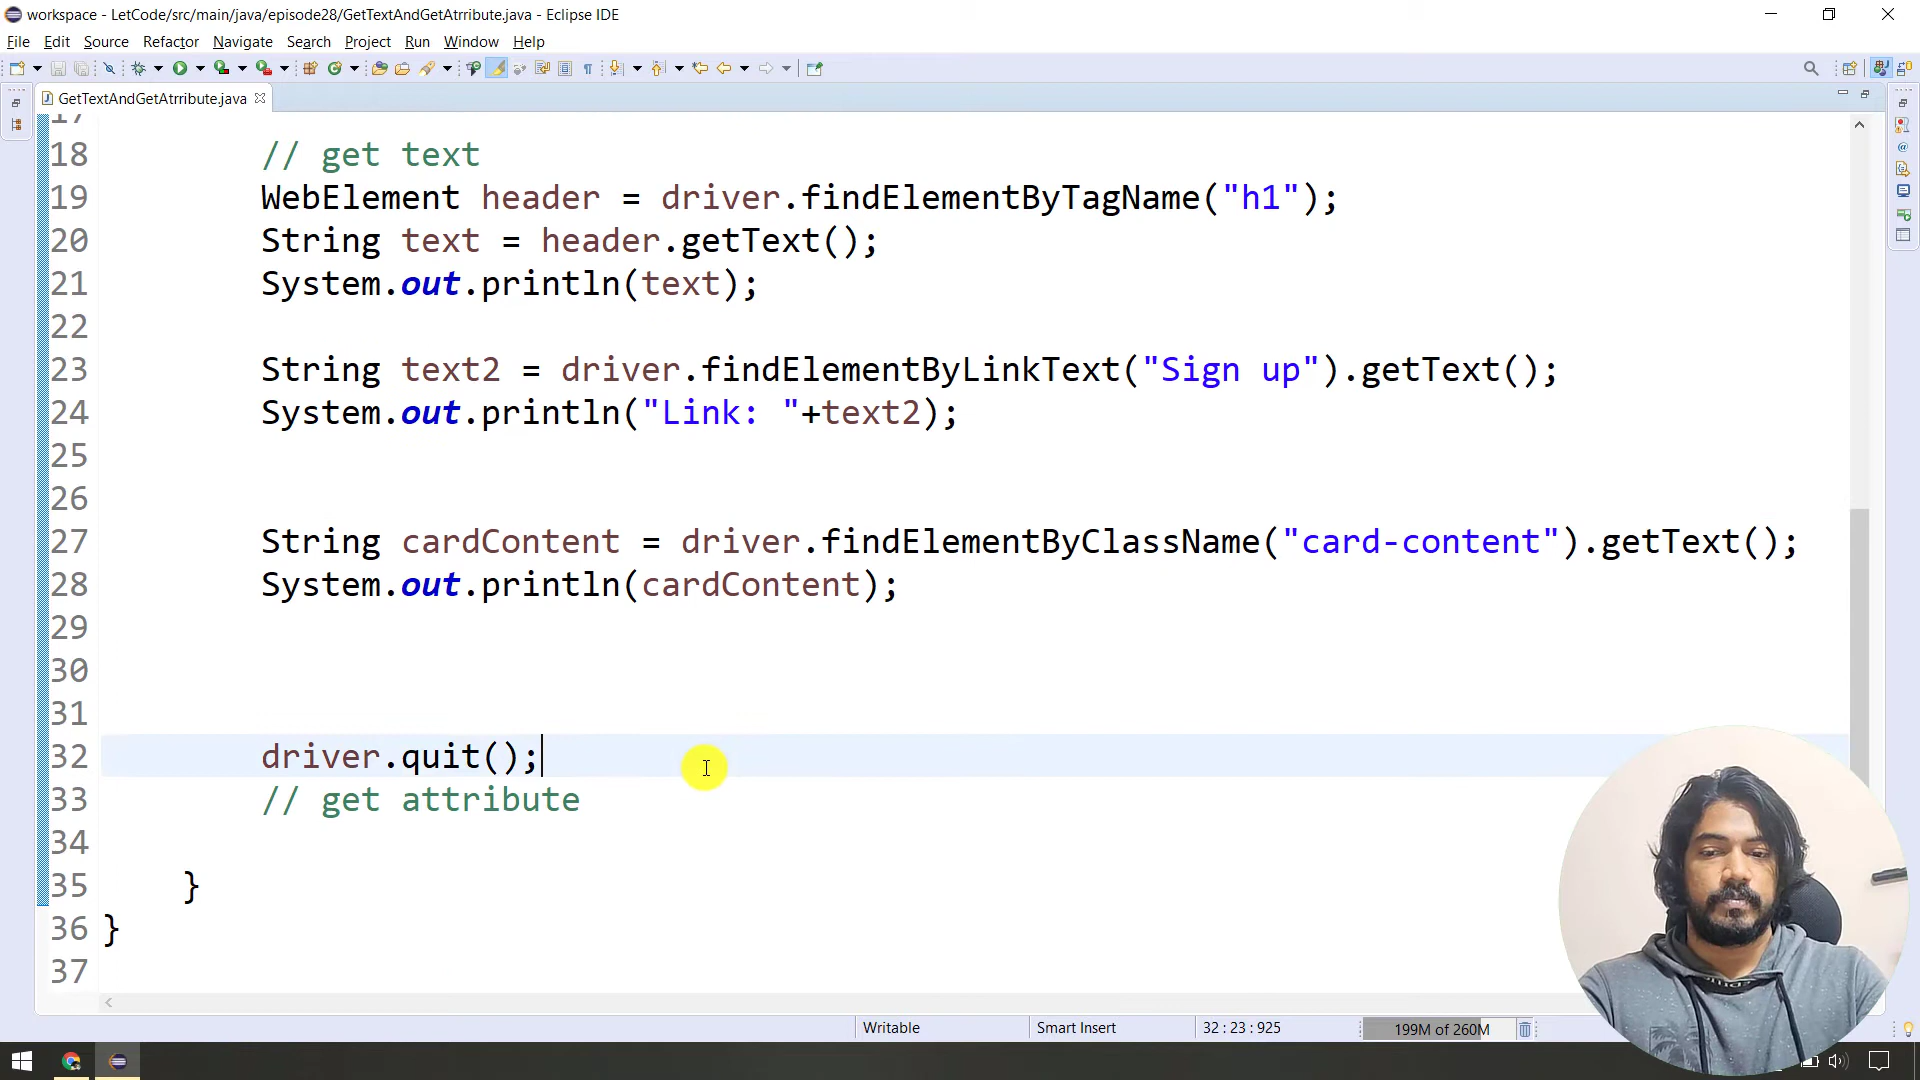 workspace - LetCode/src/main/java/episode28/GetTextAndGetAtrribute.java - Eclipse IDE
File Edit Source Refactor Navigate Search Project Run Window Help
GetTextAndGetAtrribute.java
17
18 // get text
19 WebElement header = driver.findElementByTagName("h1");
20 String text = header.getText();
21 System.out.println(text);
22
23 String text2 = driver.findElementByLinkText("Sign up").getText();
24 System.out.println("Link: "+text2);
25
26
27 String cardContent = driver.findElementByClassName("card-content").getText();
28 System.out.println(cardContent);
29
30
31
32 driver.quit();
33 // get attribute
34
35 }
36 }
37
Writable Smart Insert 32 : 23 : 925 199M of 260M